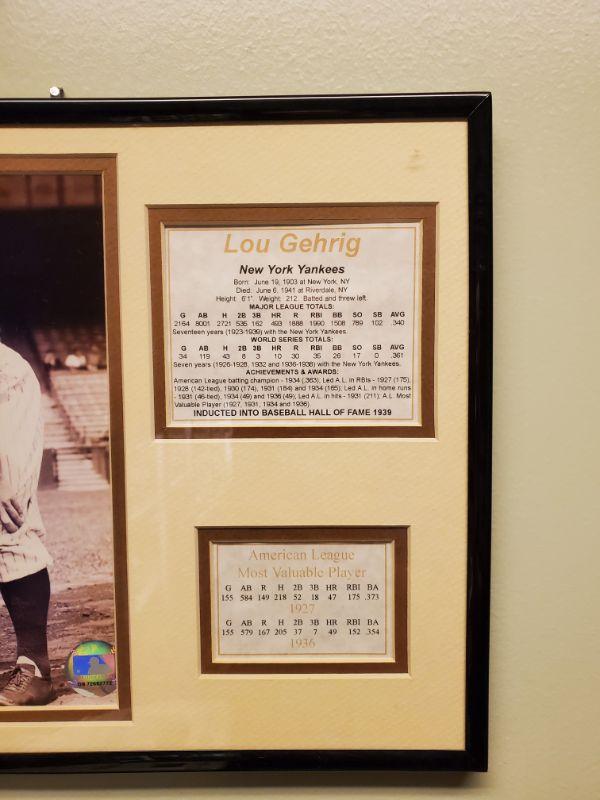 Lou Gehrig
New York Yankees
Born: June 19, 1903 at New York, NY
Died: June 6, 1941 at Riverdale, NY
Height: 6'1". Weight: 212. Batted and threw left.
MAJOR LEAGUE TOTALS:
G AB H 2B 3B HR R RBI BB SO SB AVG
2164 8001 2721 535 162 493 1888 1990 1508 789 102 .340
Seventeen years (1923-1939) with the New York Yankees.
WORLD SERIES TOTALS:
G AB H 2B 3B HR R RBI BB SO SB AVG
34 119 43 8 3 10 30 35 26 17 0 .361
Seven years (1926-1928, 1932 and 1936-1938) with the New York Yankees.
ACHIEVEMENTS & AWARDS:
American League batting champion - 1934 (.363); Led A.L. in RBIs - 1927 (175),
1928 (142-tied), 1930 (174), 1931 (184) and 1934 (165); Led A.L. in home runs
- 1931 (46-tied), 1934 (49) and 1936 (49); Led A.L. in hits - 1931 (211); A.L. Most
Valuable Player (1927, 1931, 1934 and 1936).
INDUCTED INTO BASEBALL HALL OF FAME 1939
American League
Most Valuable Player
G AB R H 2B 3B HR RBI BA
155 584 149 218 52 18 47 175 .373
1927
G AB R H 2B 3B HR RBI BA
155 579 167 205 37 7 49 152 .354
1936